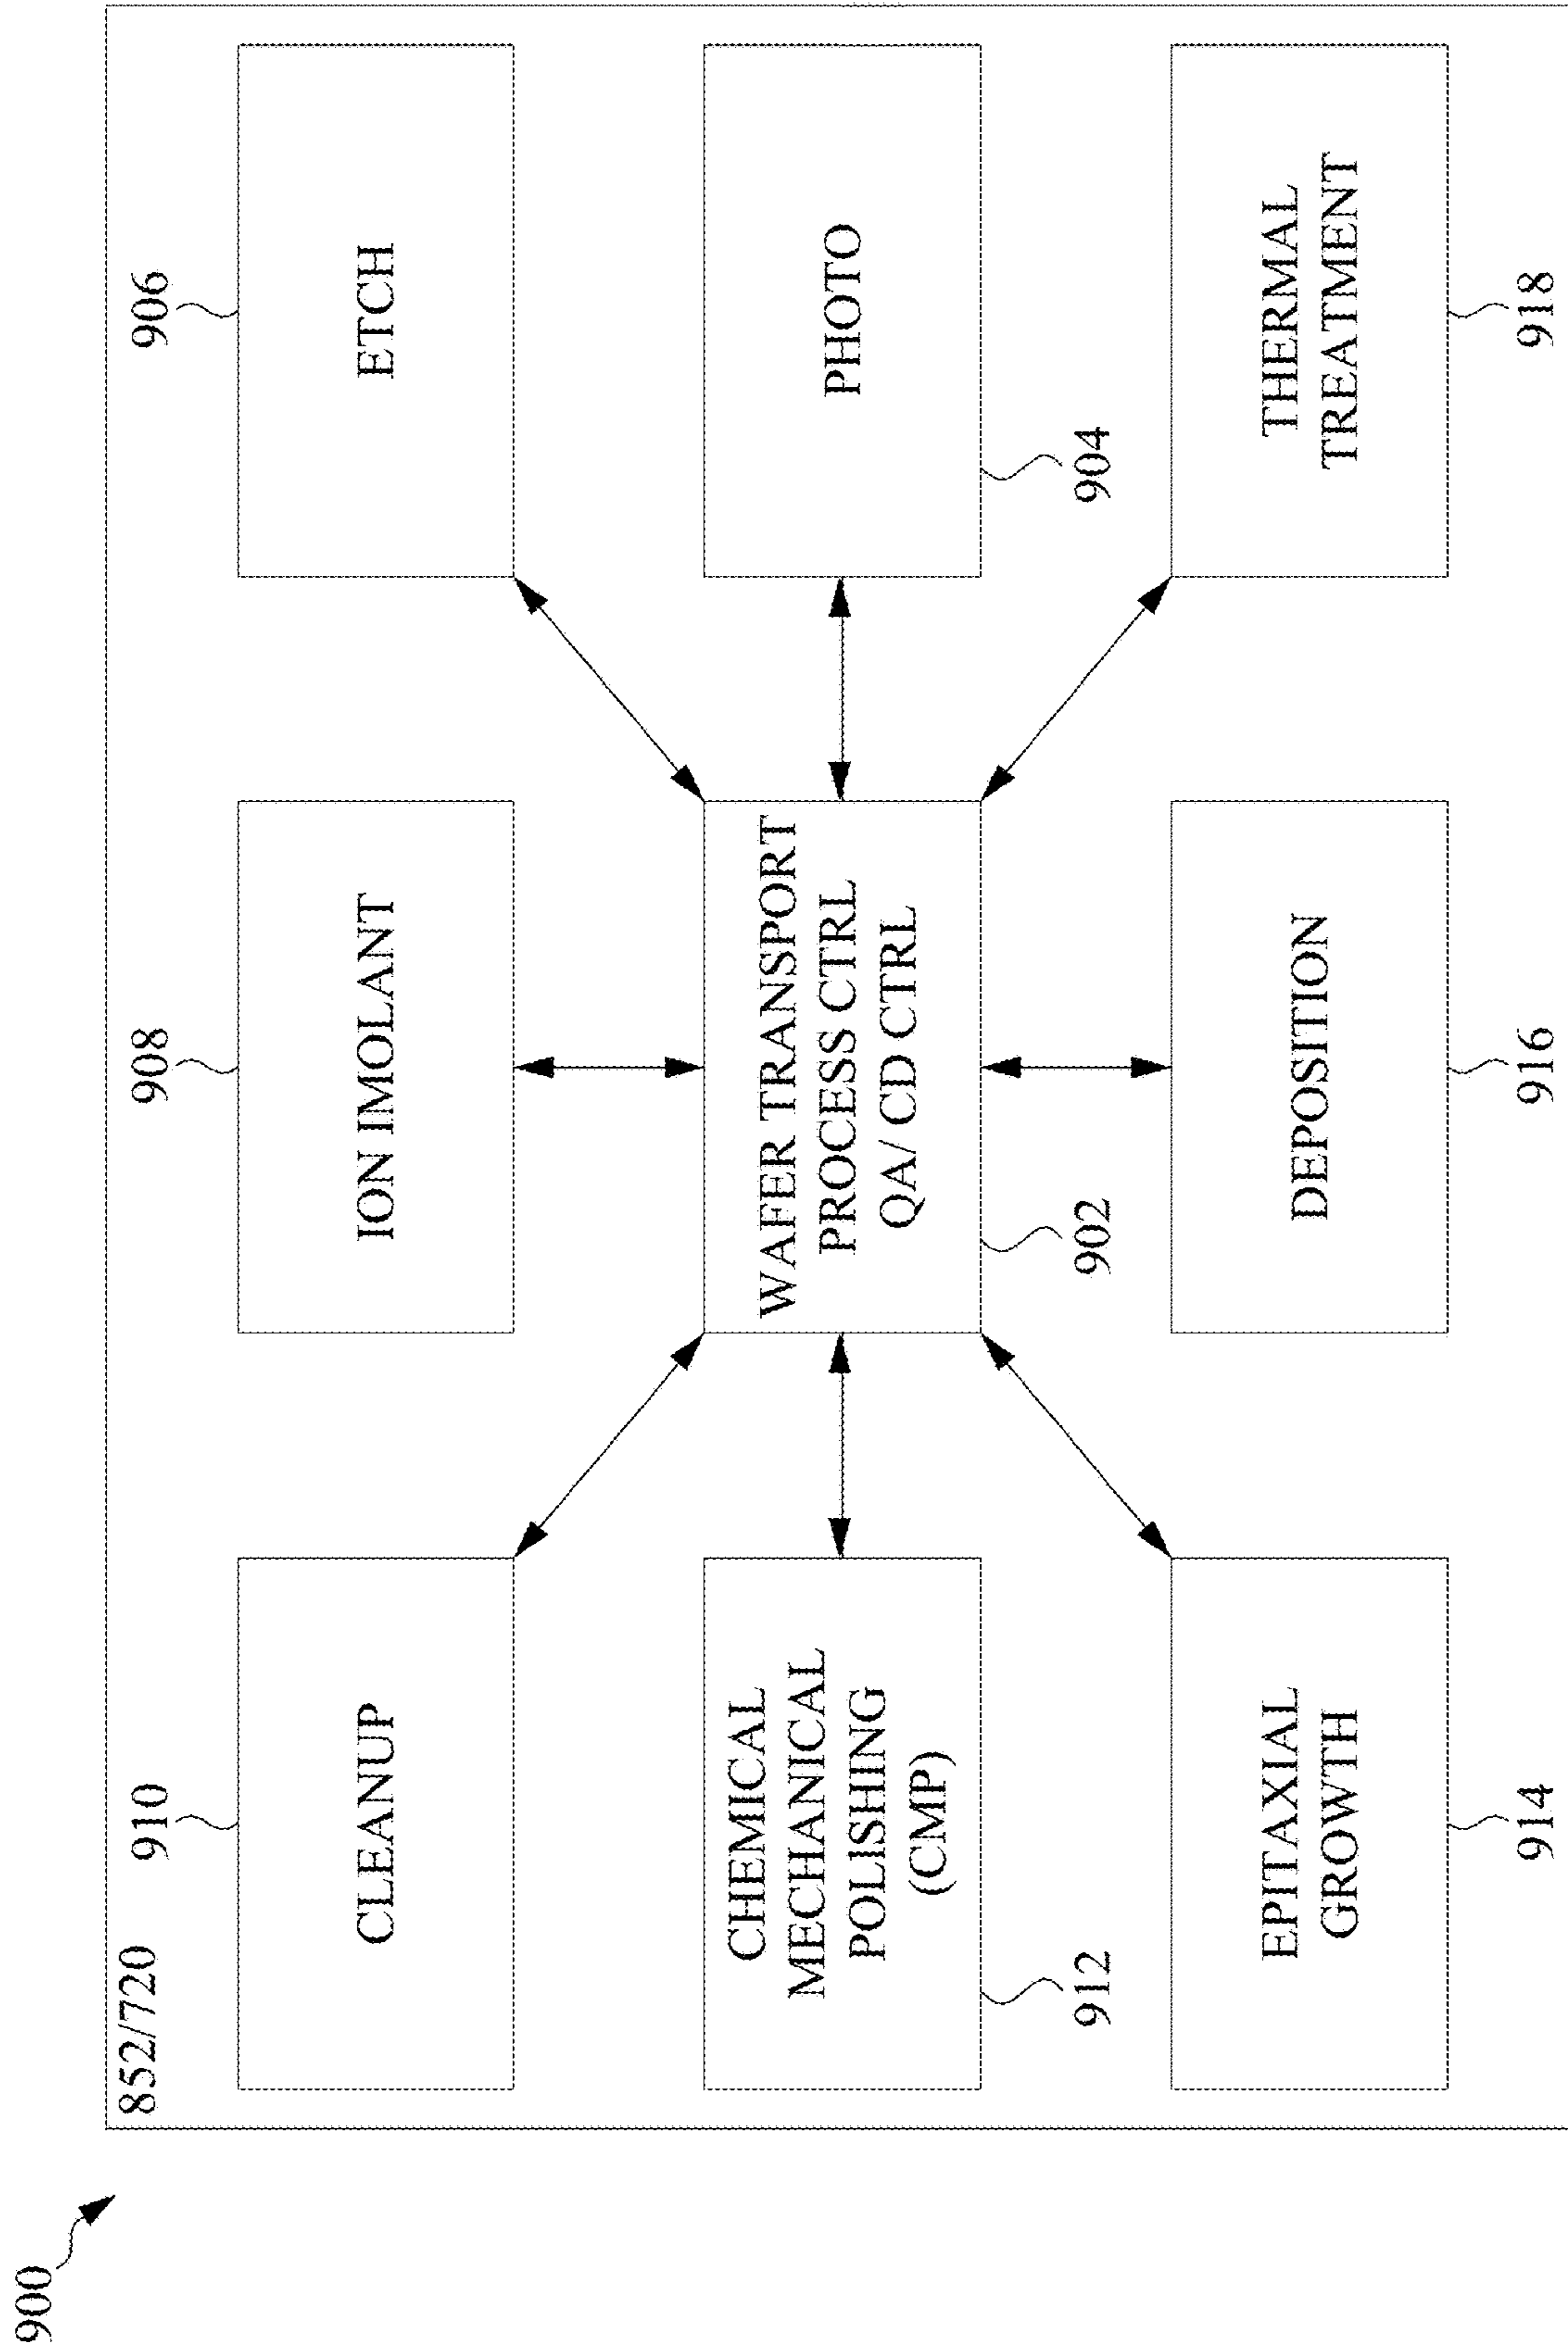 900
852/720
910
908
906
CLEANUP
ION IMOLANT
ETCH
CHEMICAL
MECHANICAL
POLISHING
(CMP)
WAFER TRANSPORT
PROCESS CTRL
QA/ CD CTRL
PHOTO
912
902
904
EPITAXIAL
GROWTH
DEPOSITION
THERMAL
TREATMENT
914
916
918